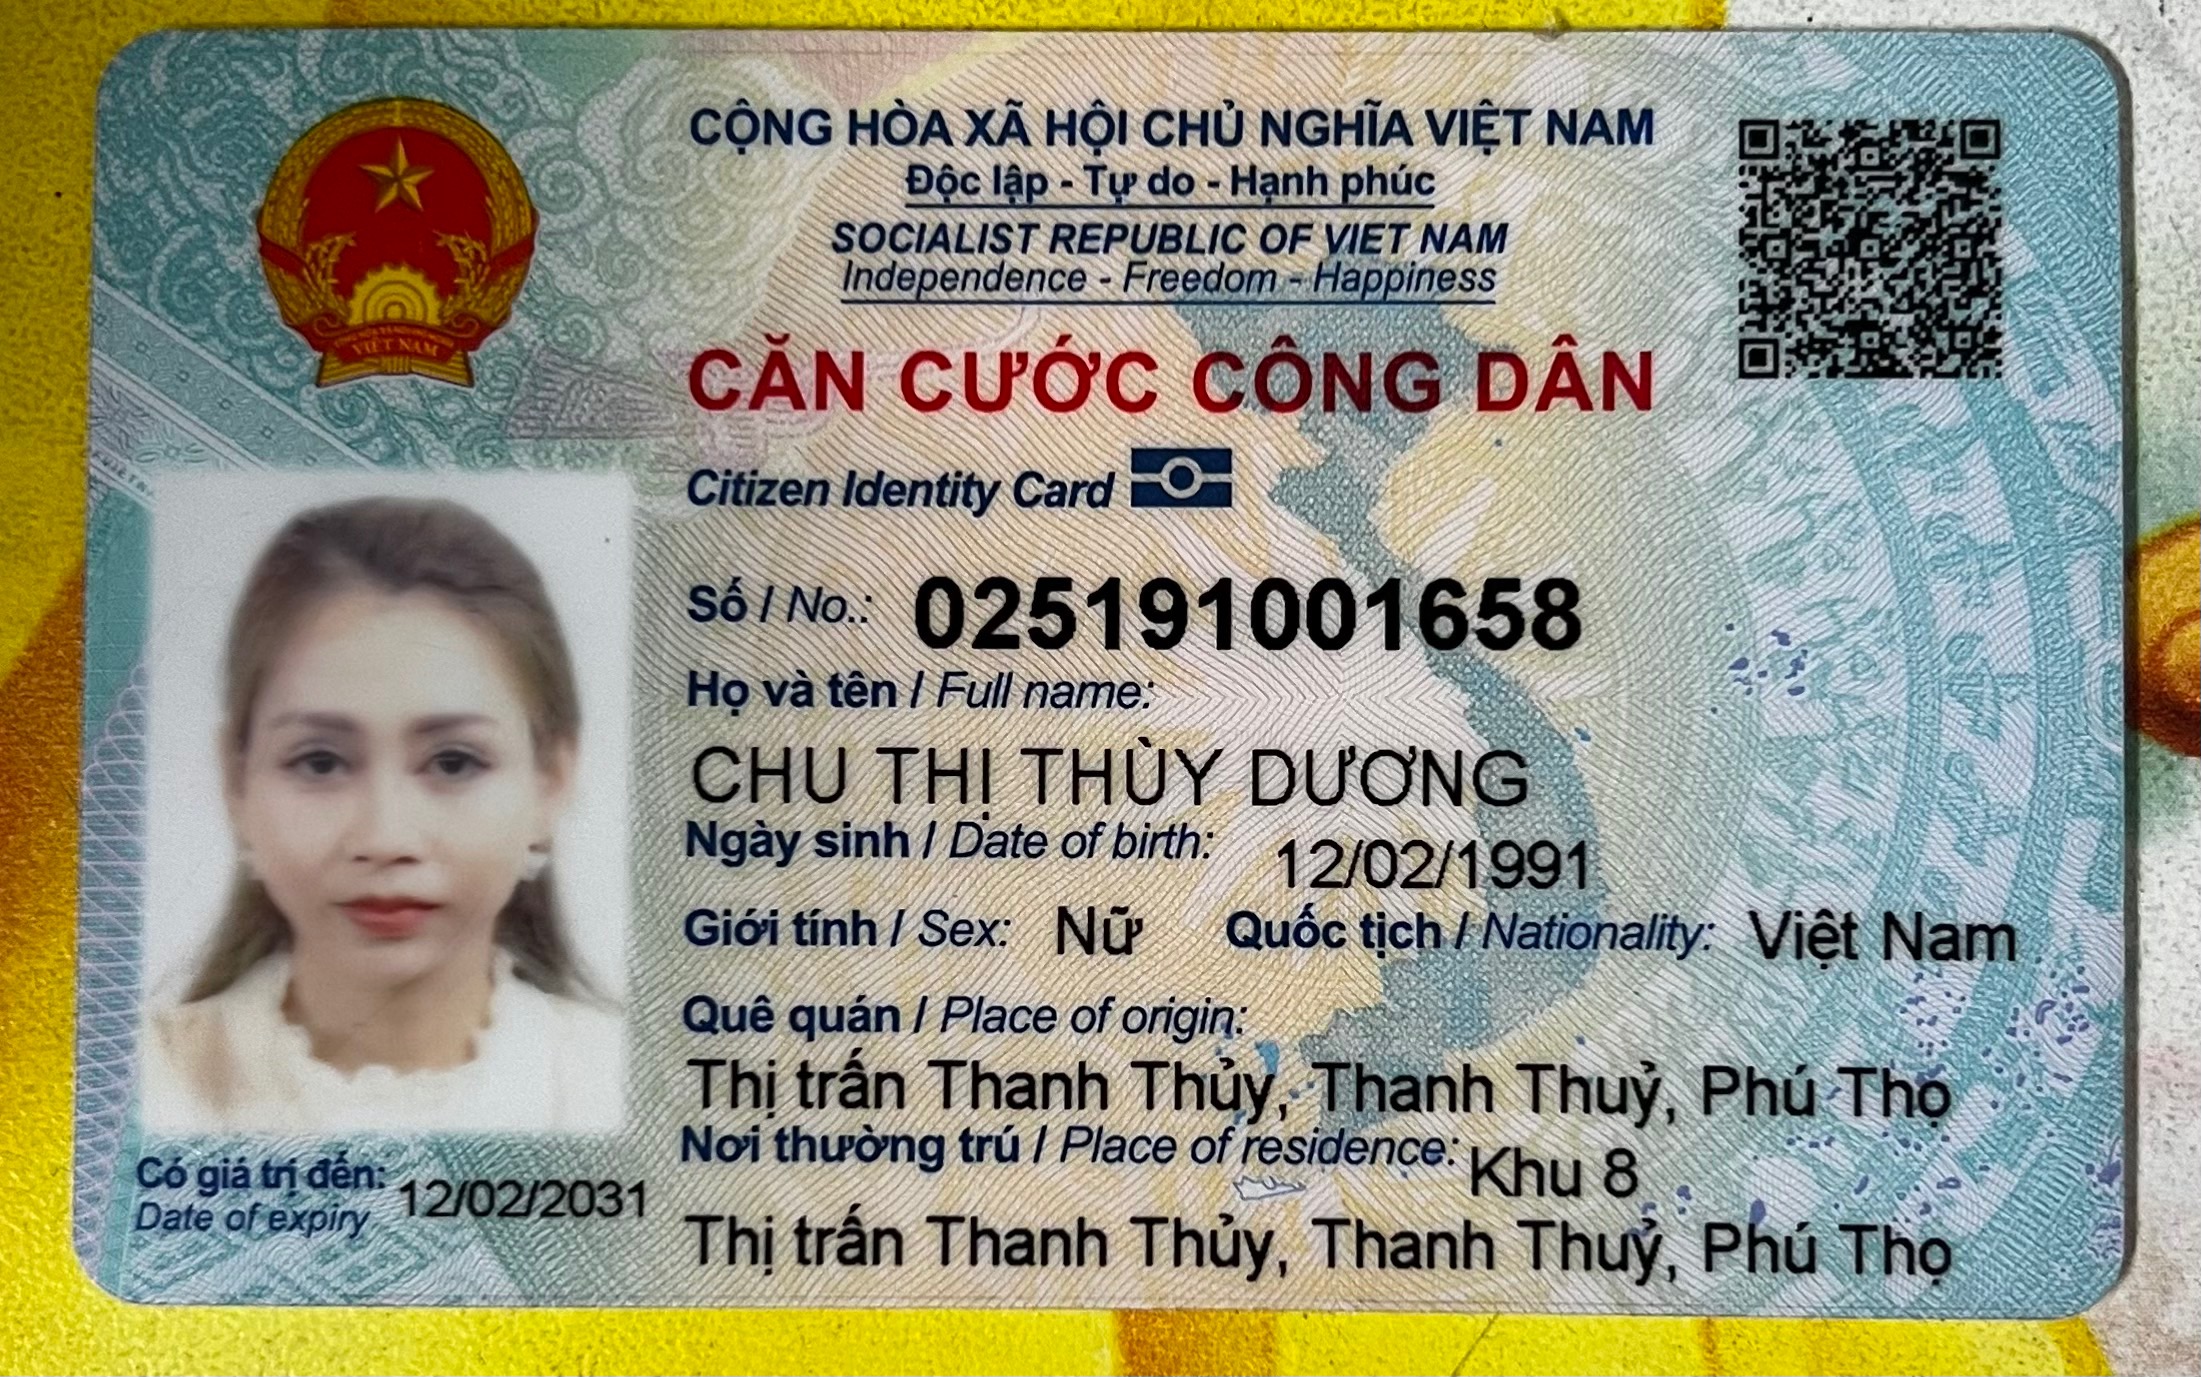 CỘNG HÒA XÃ HỘI CHỦ NGHĨA VIỆT NAM
Độc lập - Tự do - Hạnh phúc
SOCIALIST REPUBLIC OF VIET NAM
Independence - Freedom - Happiness
CĂN CƯỚC CÔNG DÂN
Citizen Identity Card
Số / No.: 025191001658
Họ và tên / Full name:
CHU THỊ THÙY DƯƠNG
Ngày sinh / Date of birth: 12/02/1991
Giới tính / Sex: Nữ Quốc tịch / Nationality: Việt Nam
Quê quán / Place of origin:
Thị trấn Thanh Thủy, Thanh Thuỷ, Phú Thọ
Nơi thường trú / Place of residence: Khu 8
Thị trấn Thanh Thủy, Thanh Thuỷ, Phú Thọ
Có giá trị đến: 12/02/2031
Date of expiry
VIỆT NAM